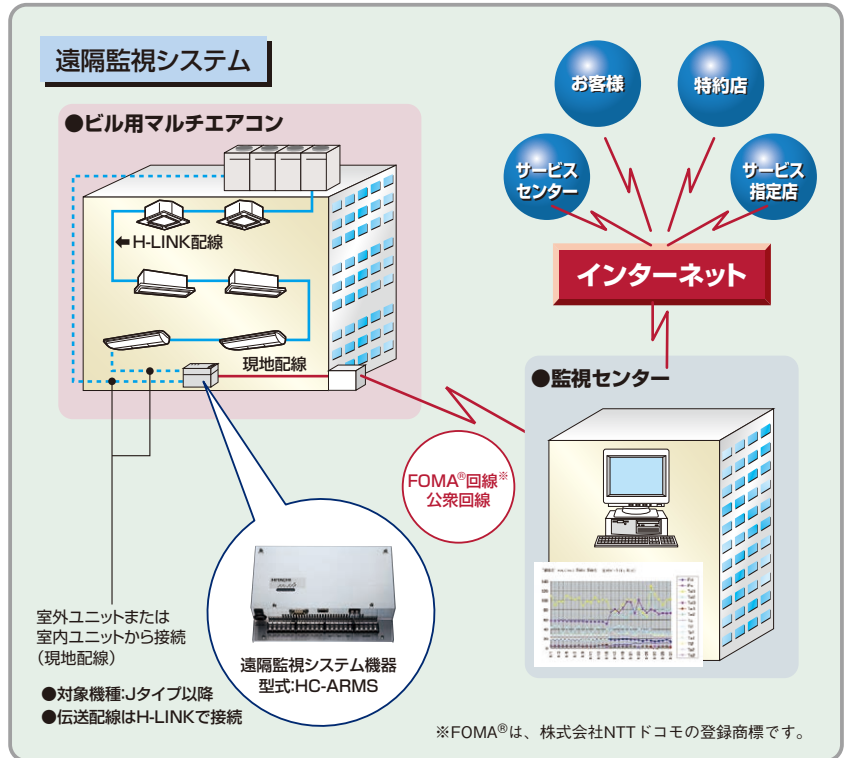 遠隔監視システム
●ビル用マルチエアコン
←H-LINK配線
現地配線
お客様
特約店
サービス
センター
サービス
指定店
インターネット
●監視センター
FOMA®回線※
公衆回線
HITACHI
遠隔監視システム機器
型式:HC-ARMS
室外ユニットまたは
室内ユニットから接続
(現地配線)
●対象機種:Jタイプ以降
●伝送配線はH-LINKで接続
※FOMA®は、株式会社NTTドコモの登録商標です。